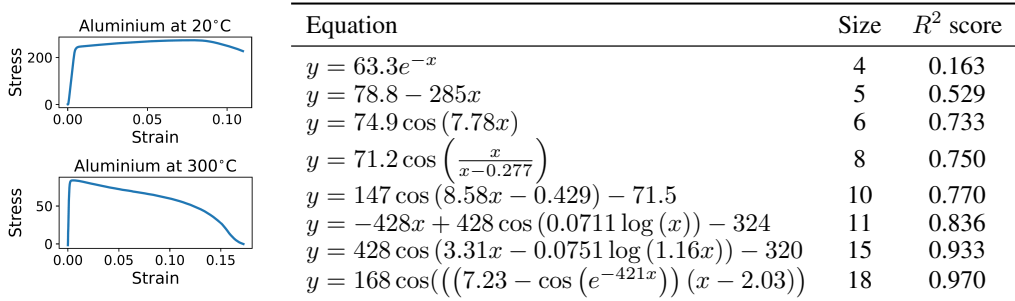 Aluminium at 20°C
200
0
Stress
0.00 0.05 0.10
Strain
Aluminium at 300°C
50
0
Stress
0.00 0.05 0.10 0.15
Strain
Equation Size R² score
y = 63.3e^{-x} 4 0.163
y = 78.8 − 285x 5 0.529
y = 74.9 cos (7.78x) 6 0.733
y = 71.2 cos (x/(x−0.277)) 8 0.750
y = 147 cos (8.58x − 0.429) − 71.5 10 0.770
y = −428x + 428 cos (0.0711 log (x)) − 324 11 0.836
y = 428 cos (3.31x − 0.0751 log (1.16x)) − 320 15 0.933
y = 168 cos(((7.23 − cos (e^{−421x})) (x − 2.03)) 18 0.970